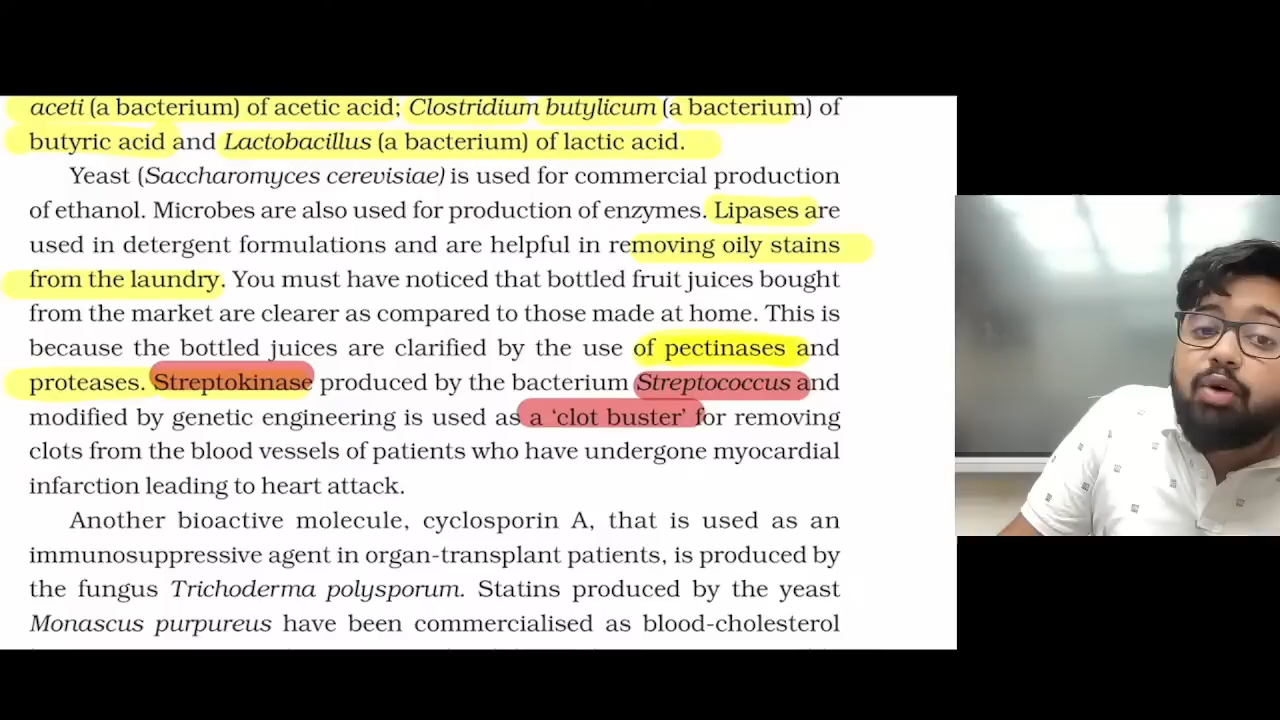 aceti (a bacterium) of acetic acid; Clostridium butylicum (a bacterium) of
butyric acid and Lactobacillus (a bacterium) of lactic acid.
Yeast (Saccharomyces cerevisiae) is used for commercial production
of ethanol. Microbes are also used for production of enzymes. Lipases are
used in detergent formulations and are helpful in removing oily stains
from the laundry. You must have noticed that bottled fruit juices bought
from the market are clearer as compared to those made at home. This is
because the bottled juices are clarified by the use of pectinases and
proteases. Streptokinase produced by the bacterium Streptococcus and
modified by genetic engineering is used as a ‘clot buster’ for removing
clots from the blood vessels of patients who have undergone myocardial
infarction leading to heart attack.
Another bioactive molecule, cyclosporin A, that is used as an
immunosuppressive agent in organ-transplant patients, is produced by
the fungus Trichoderma polysporum. Statins produced by the yeast
Monascus purpureus have been commercialised as blood-cholesterol